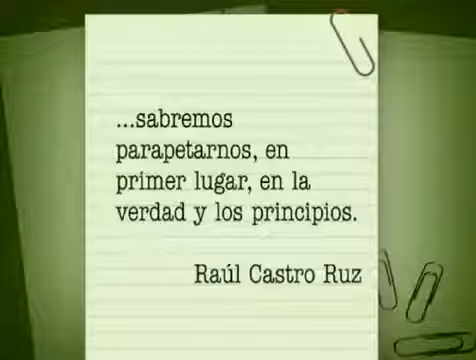 ...sabremos
parapetarnos, en
primer lugar, en la
verdad y los principios.
Raúl Castro Ruz